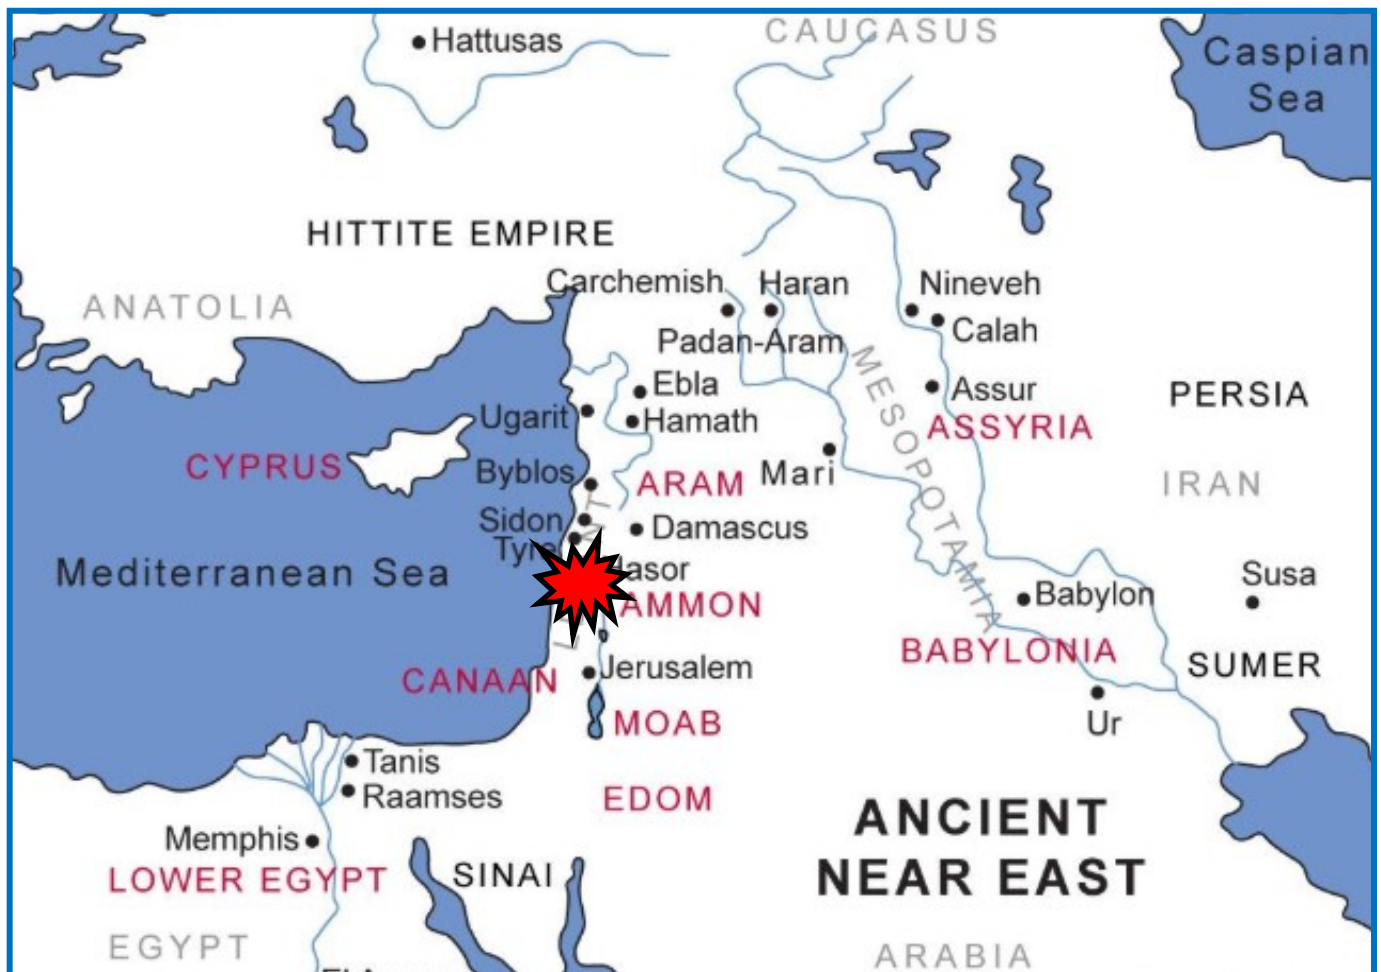 CAUCASUS
Hattusas
Caspian
Sea
HITTITE EMPIRE
Carchemish
Haran
Nineveh
ANATOLIA
Calah
Padan-Aram
MESOPOTAMIA
Ebla
Assur
PERSIA
Ugarit
Hamath
ASSYRIA
CYPRUS
Byblos
ARAM
Mari
IRAN
Sidon
Damascus
Tyre
Mediterranean Sea
Susa
Babylon
AMMON
BABYLONIA
SUMER
Jerusalem
CANAAN
MOAB
Ur
Tanis
Raamses
EDOM
ANCIENT
NEAR EAST
Memphis
LOWER EGYPT
SINAI
EGYPT
ARABIA